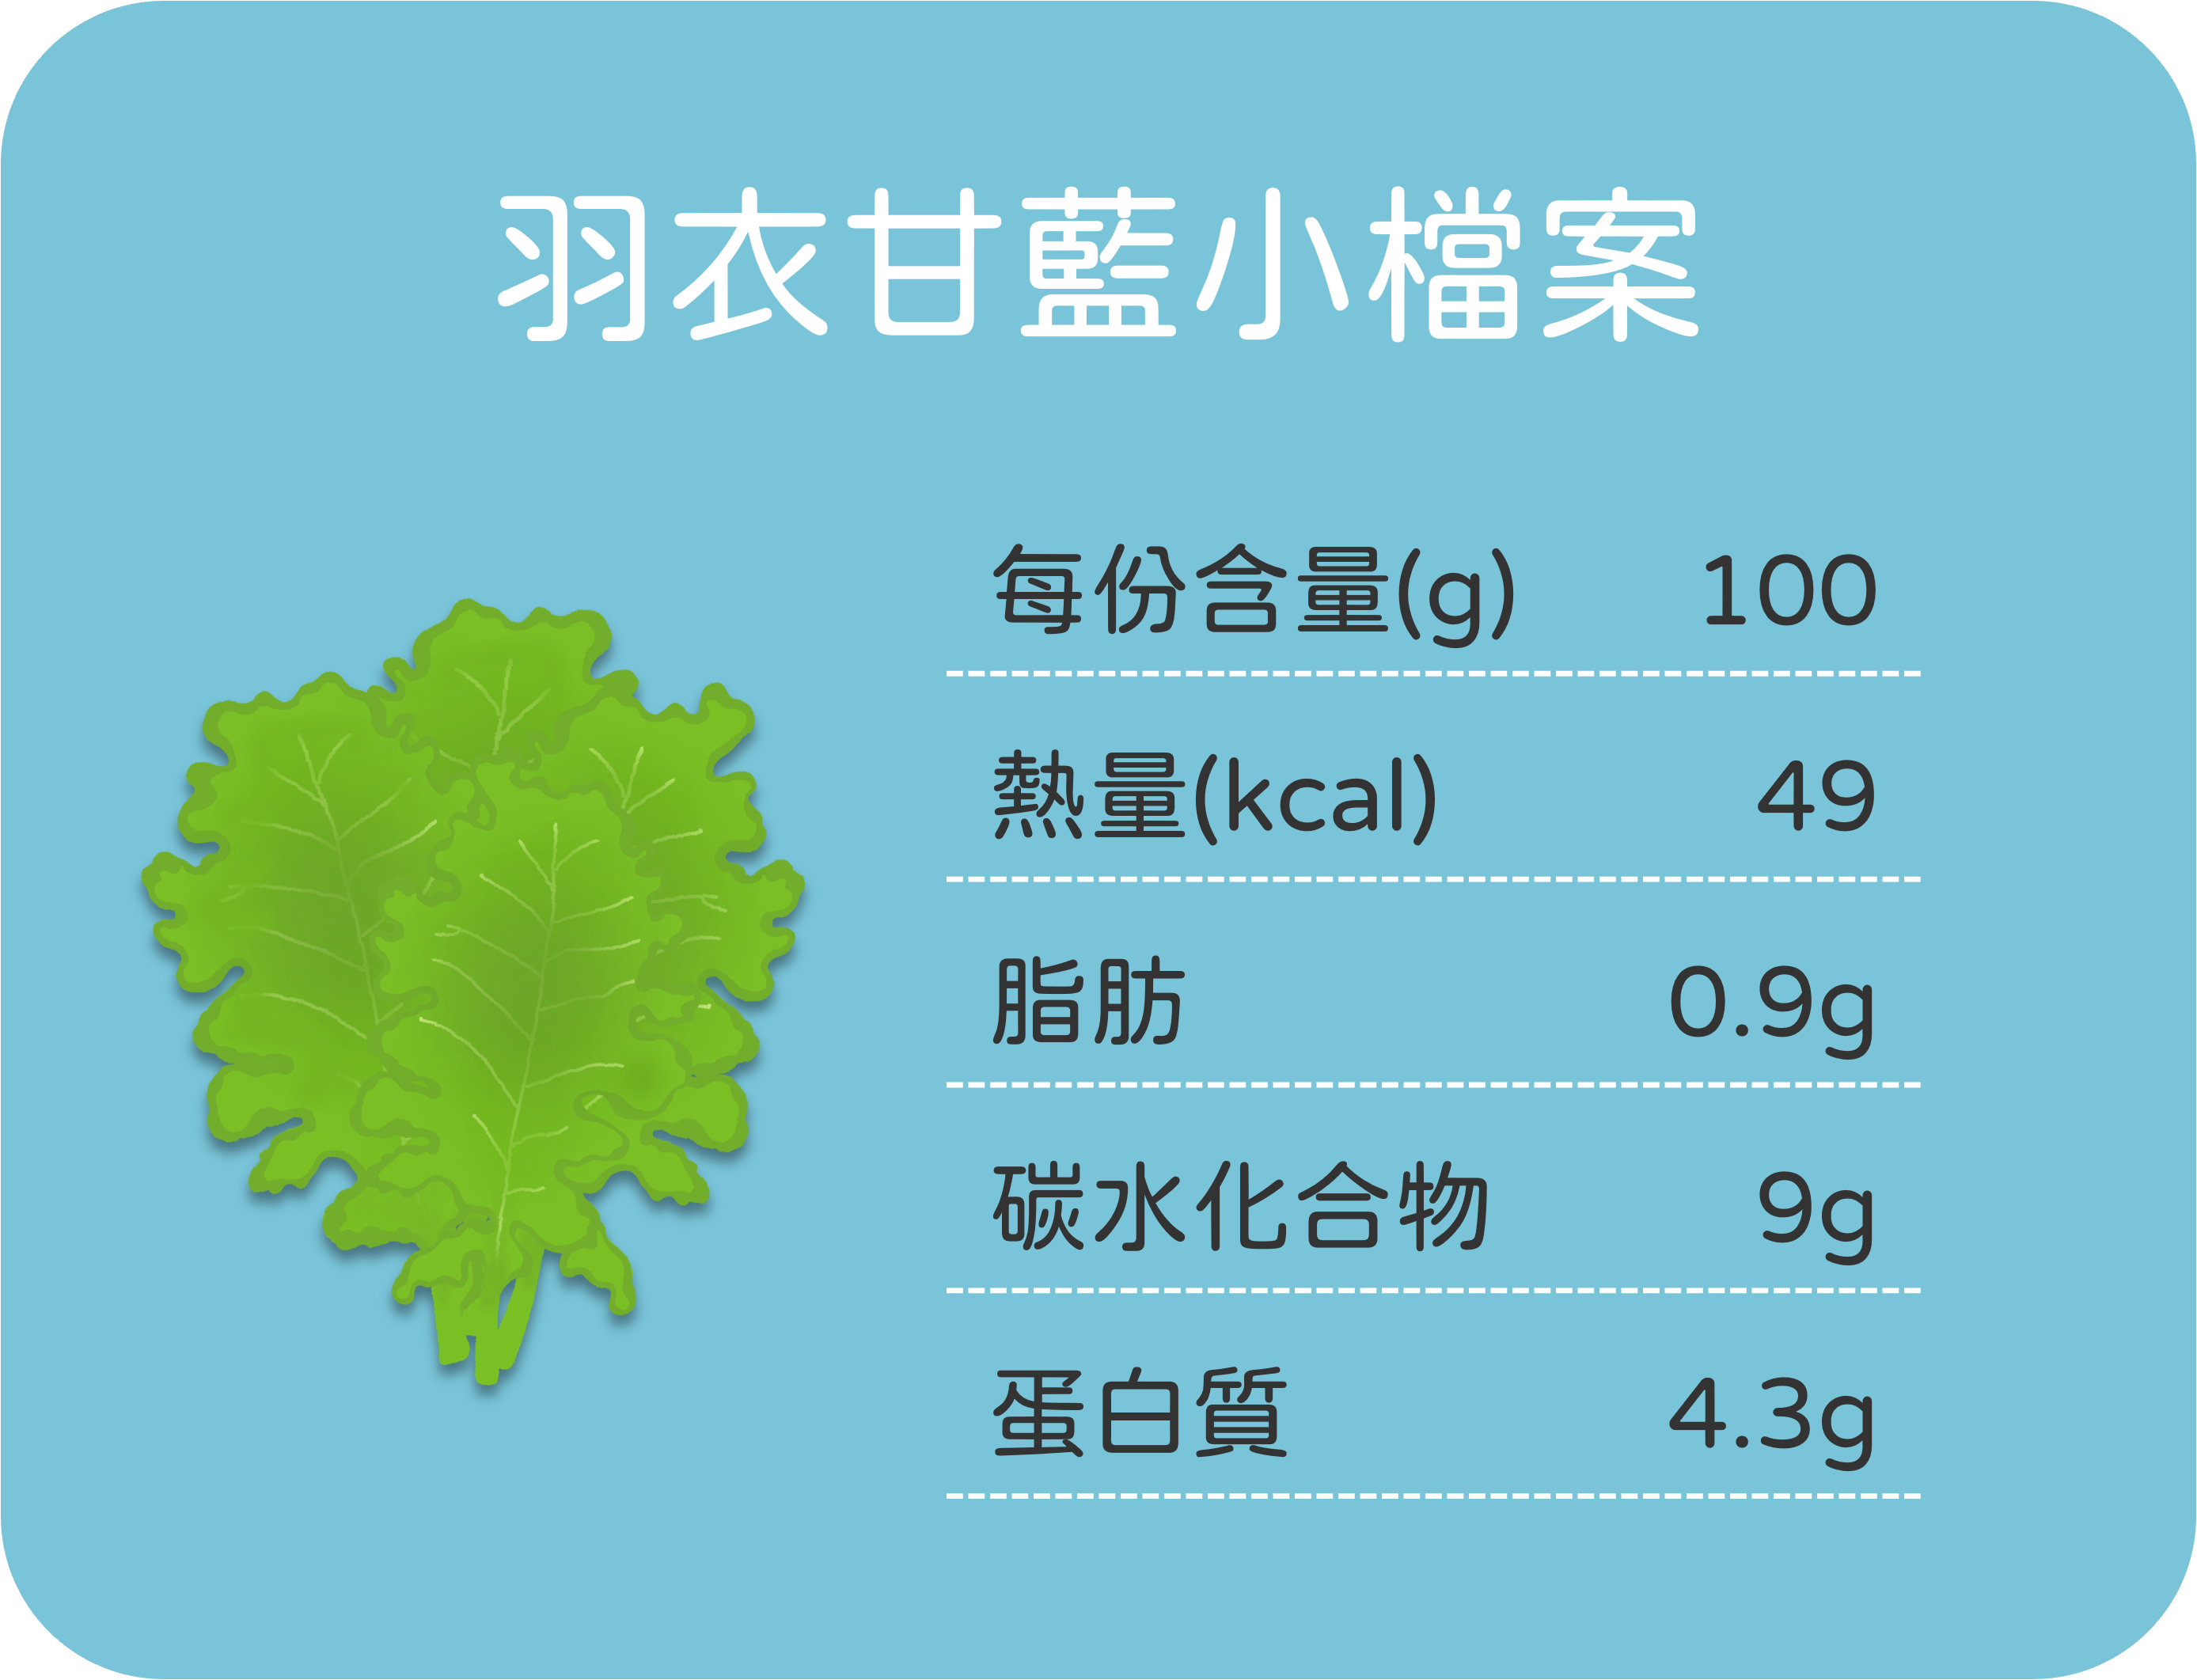 羽衣甘藍小檔案
每份含量(g) 100
熱量(kcal) 49
脂肪 0.9g
碳水化合物 9g
蛋白質 4.3g